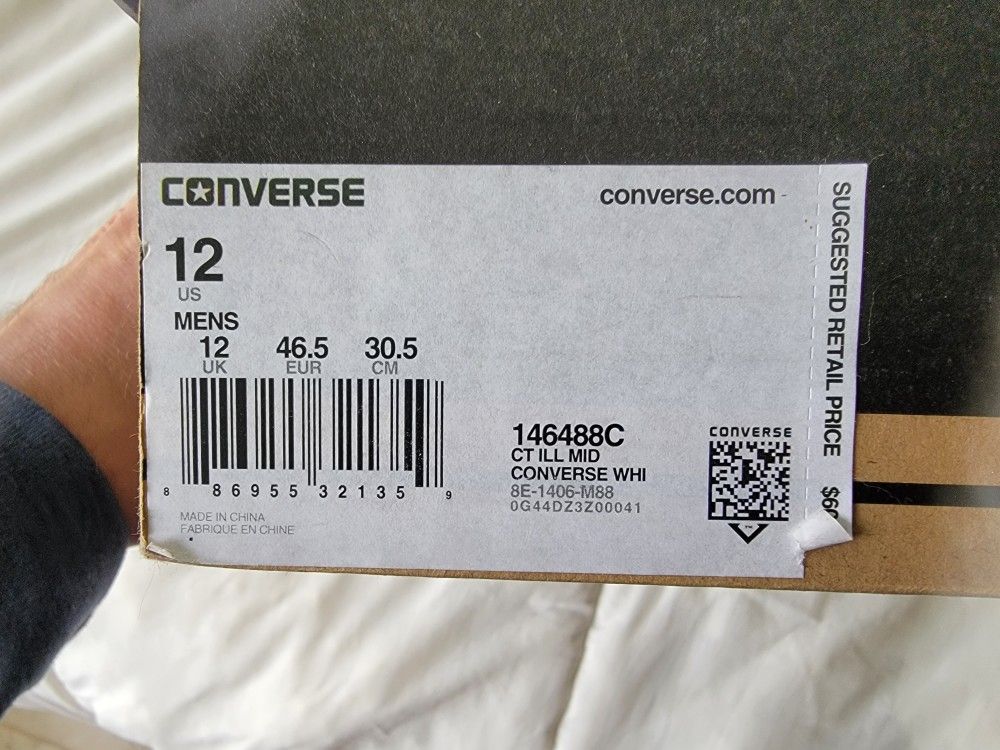 CONVERSE
converse.com
12
US
MENS
12 46.5 30.5
UK EUR CM
8 86955 32135 9
MADE IN CHINA
FABRIQUE EN CHINE
146488C
CT ILL MID
CONVERSE WHI
8E-1406-M88
0G44DZ3Z00041
CONVERSE
SUGGESTED RETAIL PRICE